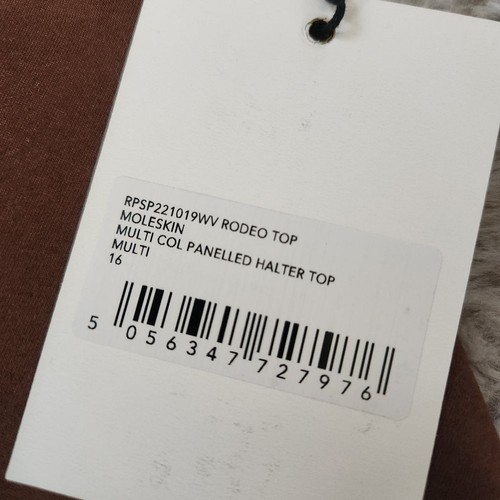 RPSP221019WV RODEO TOP
MOLESKIN
MULTI COL PANELLED HALTER TOP
MULTI
16
5 056347 727976